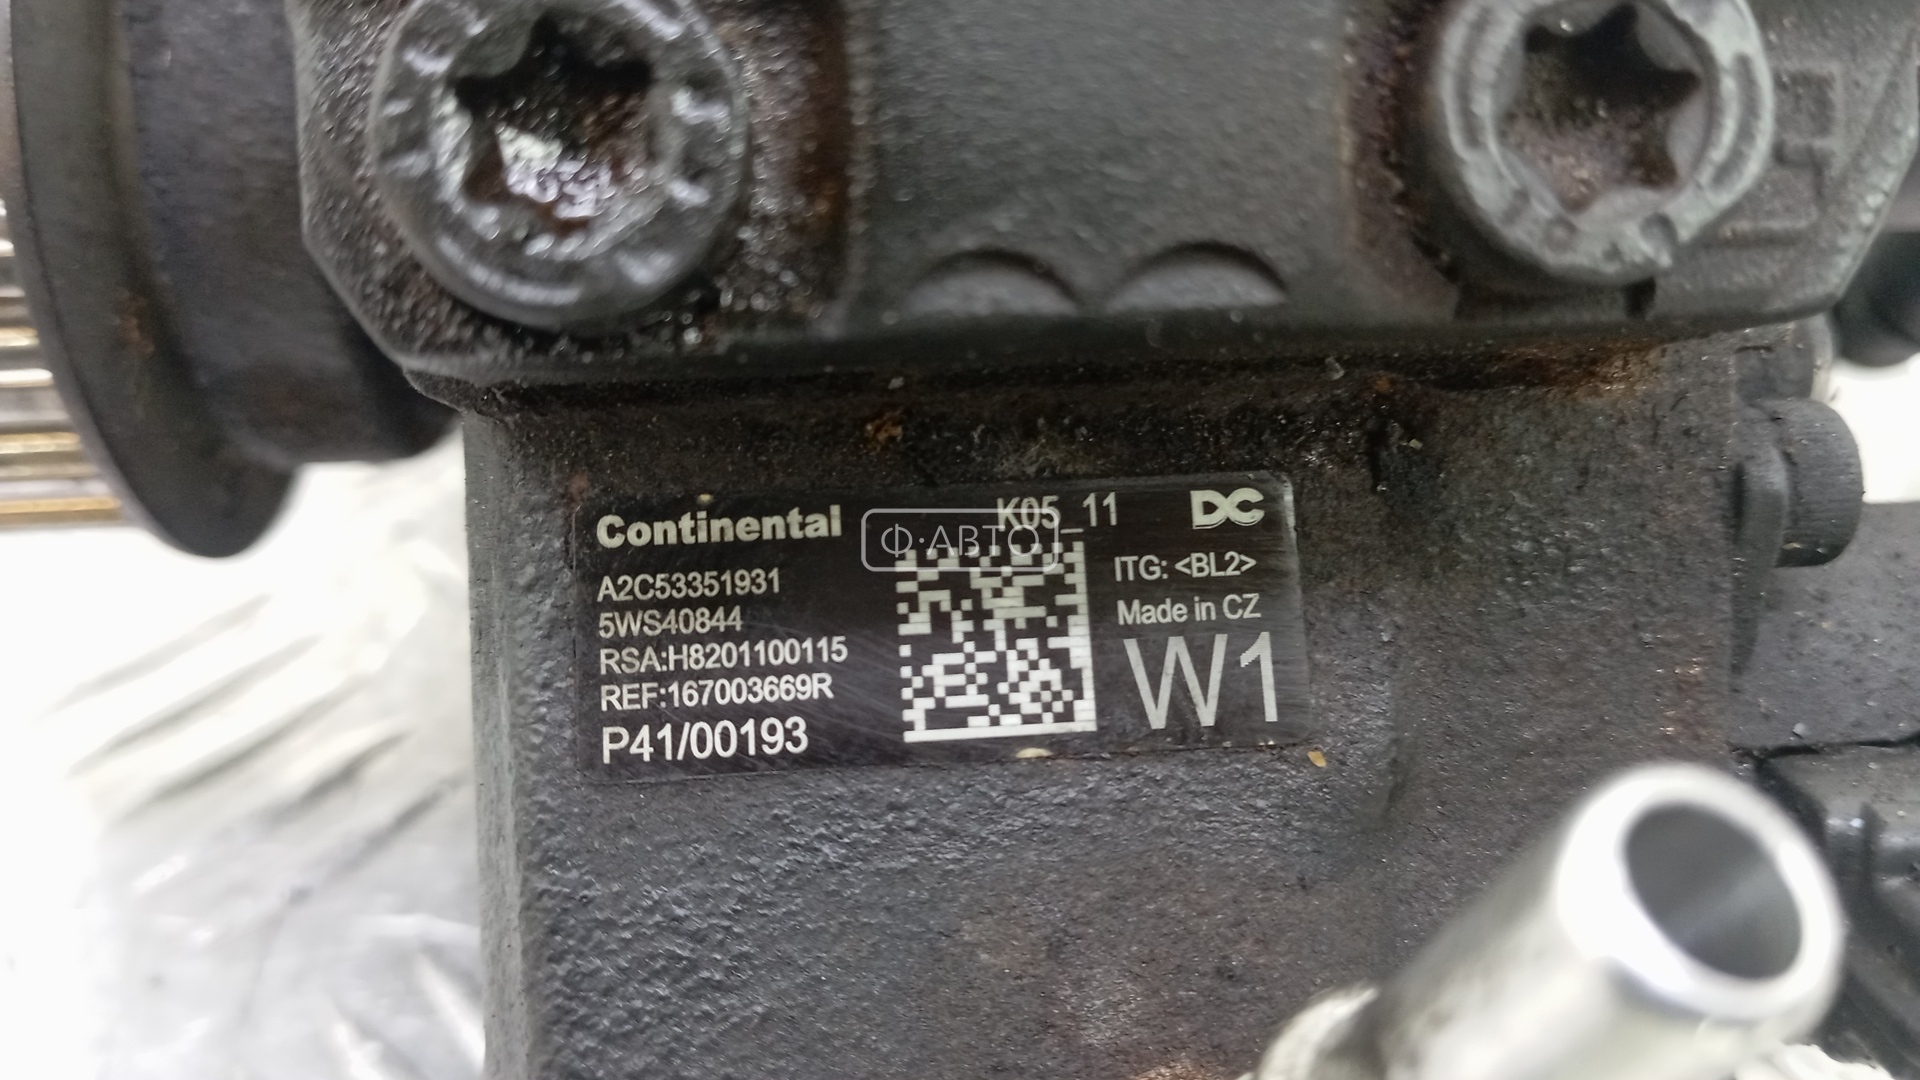 Continental K05_11 DC
Ф·АВТО
A2C53351931
5WS40844
RSA:H8201100115
REF:167003669R
P41/00193
ITG: <BL2>
Made in CZ
W1